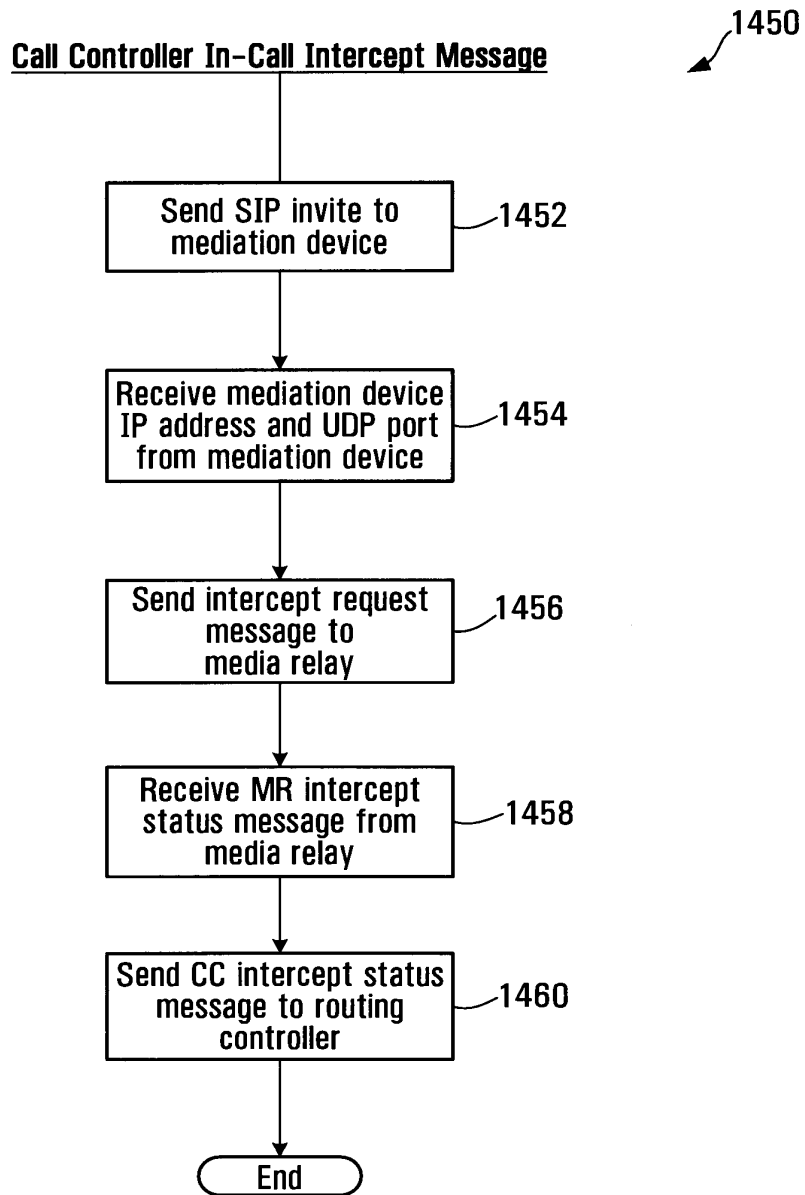 1450
Call Controller In-Call Intercept Message
Send SIP invite to
mediation device
1452
Receive mediation device
IP address and UDP port
from mediation device
1454
Send intercept request
message to
media relay
1456
Receive MR intercept
status message from
media relay
1458
Send CC intercept status
message to routing
controller
1460
End